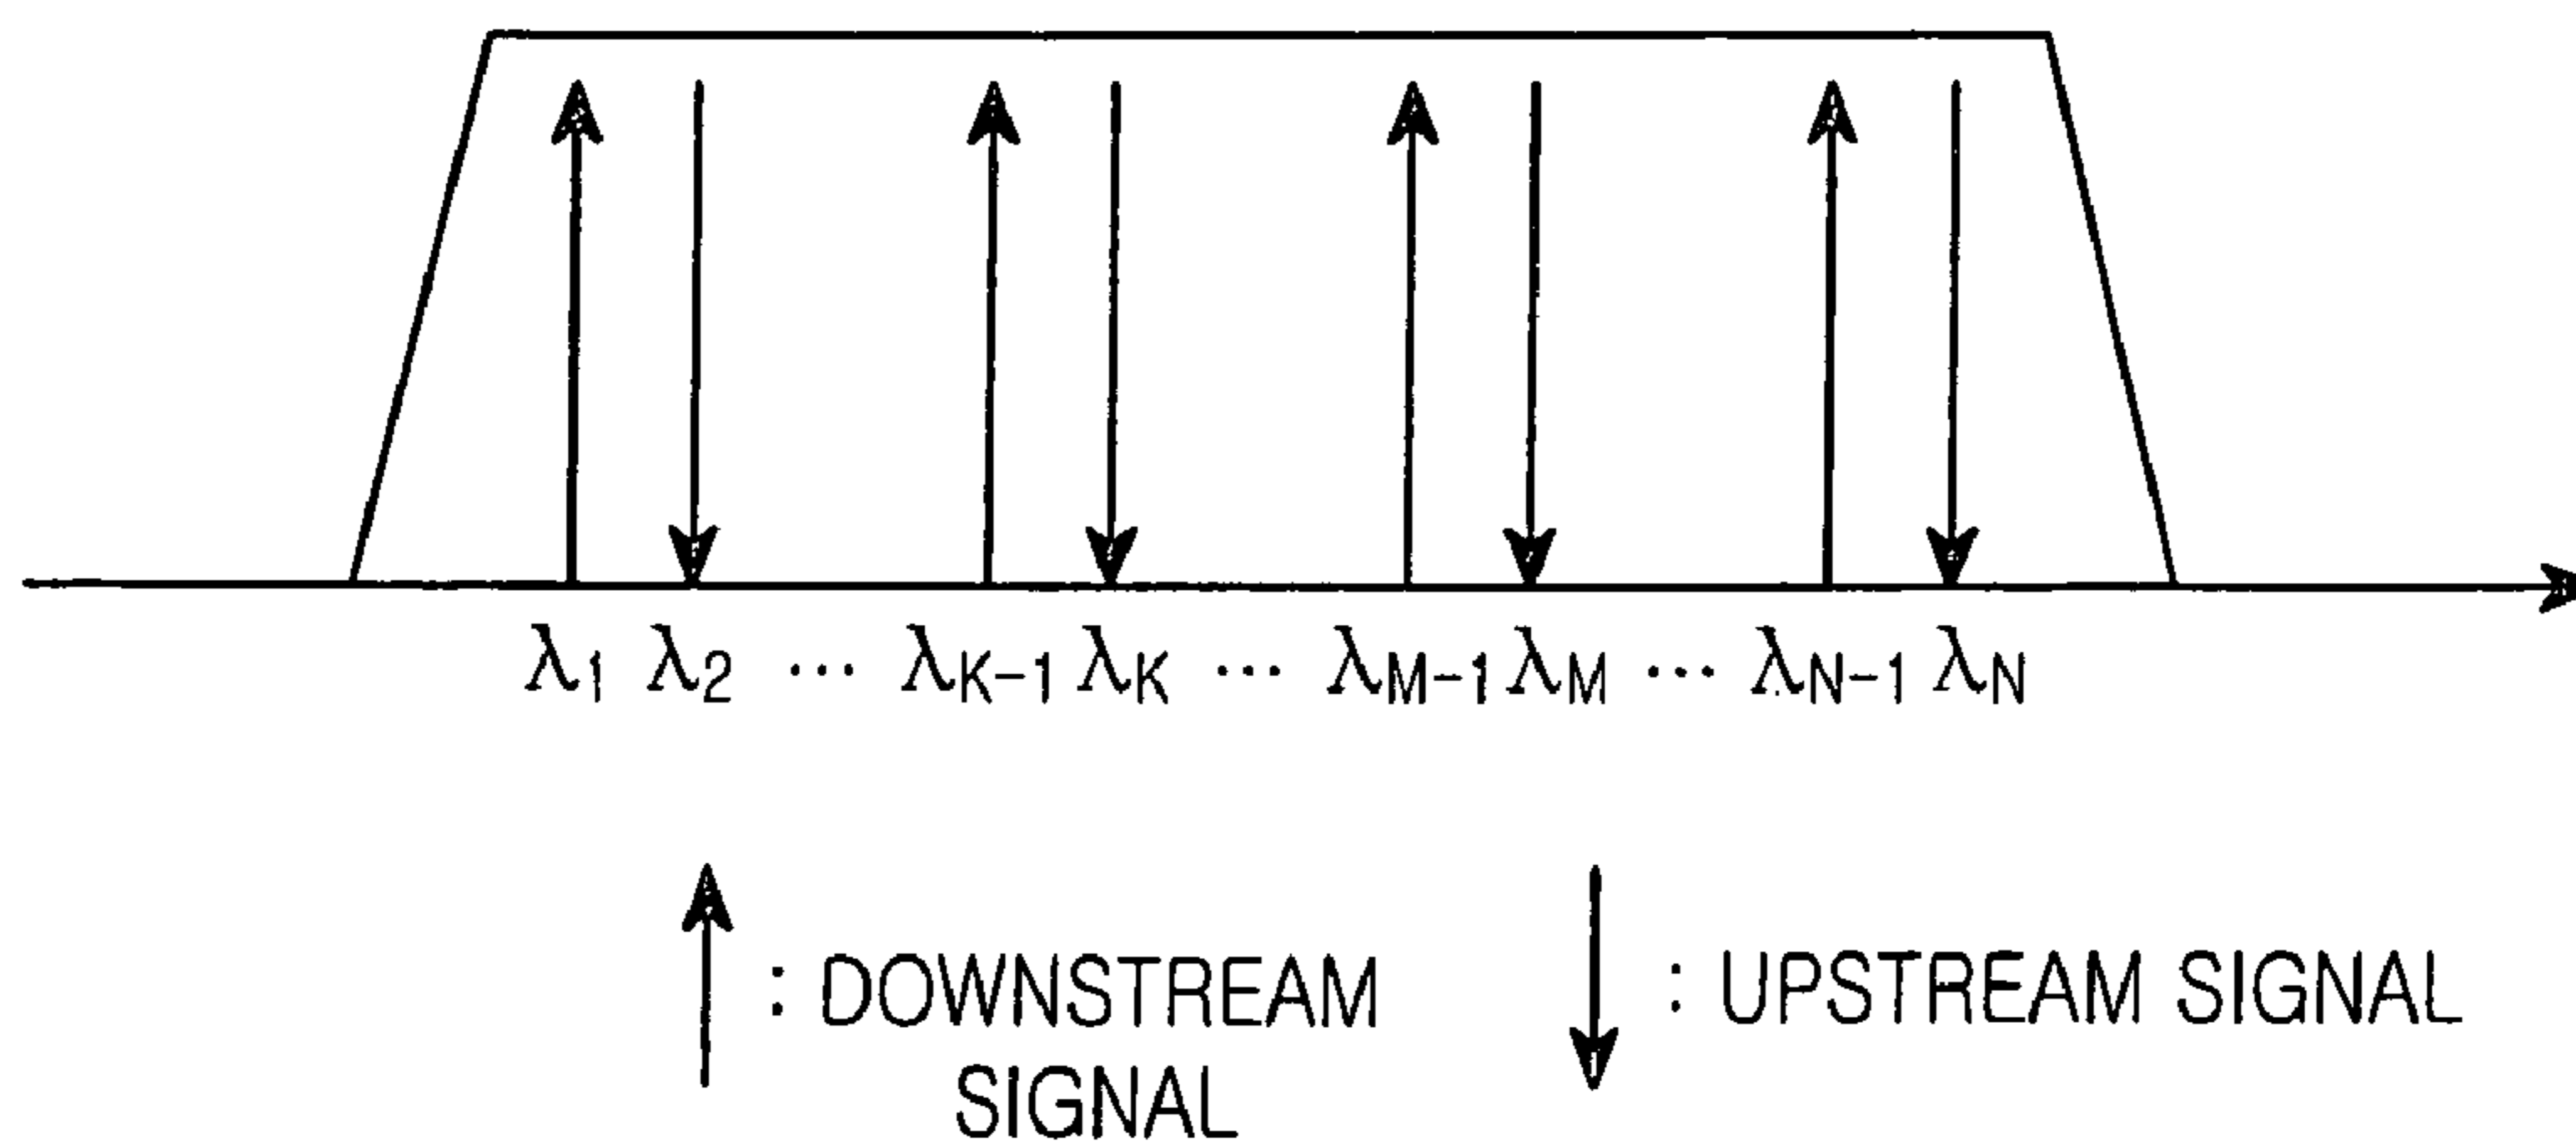 λ1 λ2 ... λK-1 λK ... λM-1 λM ... λN-1 λN
: DOWNSTREAM SIGNAL
: UPSTREAM SIGNAL